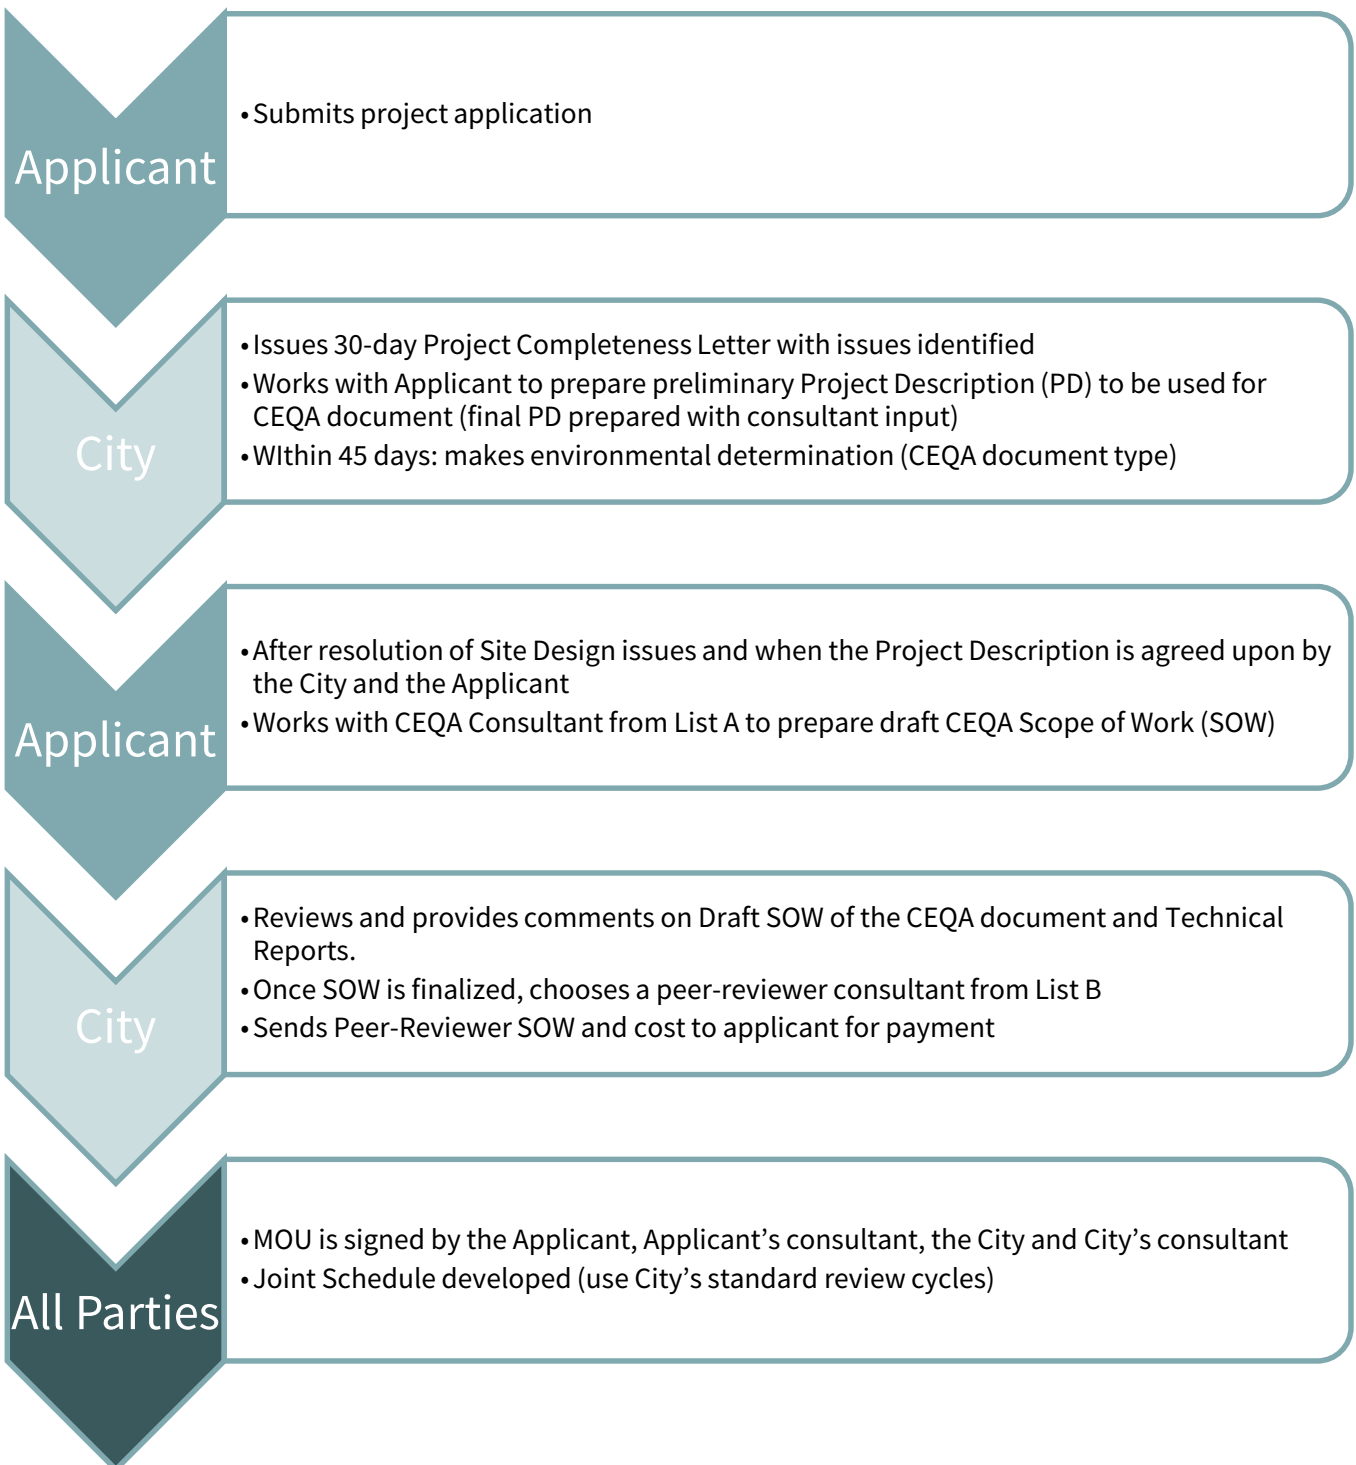 Applicant
• Submits project application
City
• Issues 30-day Project Completeness Letter with issues identified
• Works with Applicant to prepare preliminary Project Description (PD) to be used for
CEQA document (final PD prepared with consultant input)
• WIthin 45 days: makes environmental determination (CEQA document type)
Applicant
• After resolution of Site Design issues and when the Project Description is agreed upon by
the City and the Applicant
• Works with CEQA Consultant from List A to prepare draft CEQA Scope of Work (SOW)
City
• Reviews and provides comments on Draft SOW of the CEQA document and Technical
Reports.
• Once SOW is finalized, chooses a peer-reviewer consultant from List B
• Sends Peer-Reviewer SOW and cost to applicant for payment
All Parties
• MOU is signed by the Applicant, Applicant’s consultant, the City and City’s consultant
• Joint Schedule developed (use City’s standard review cycles)